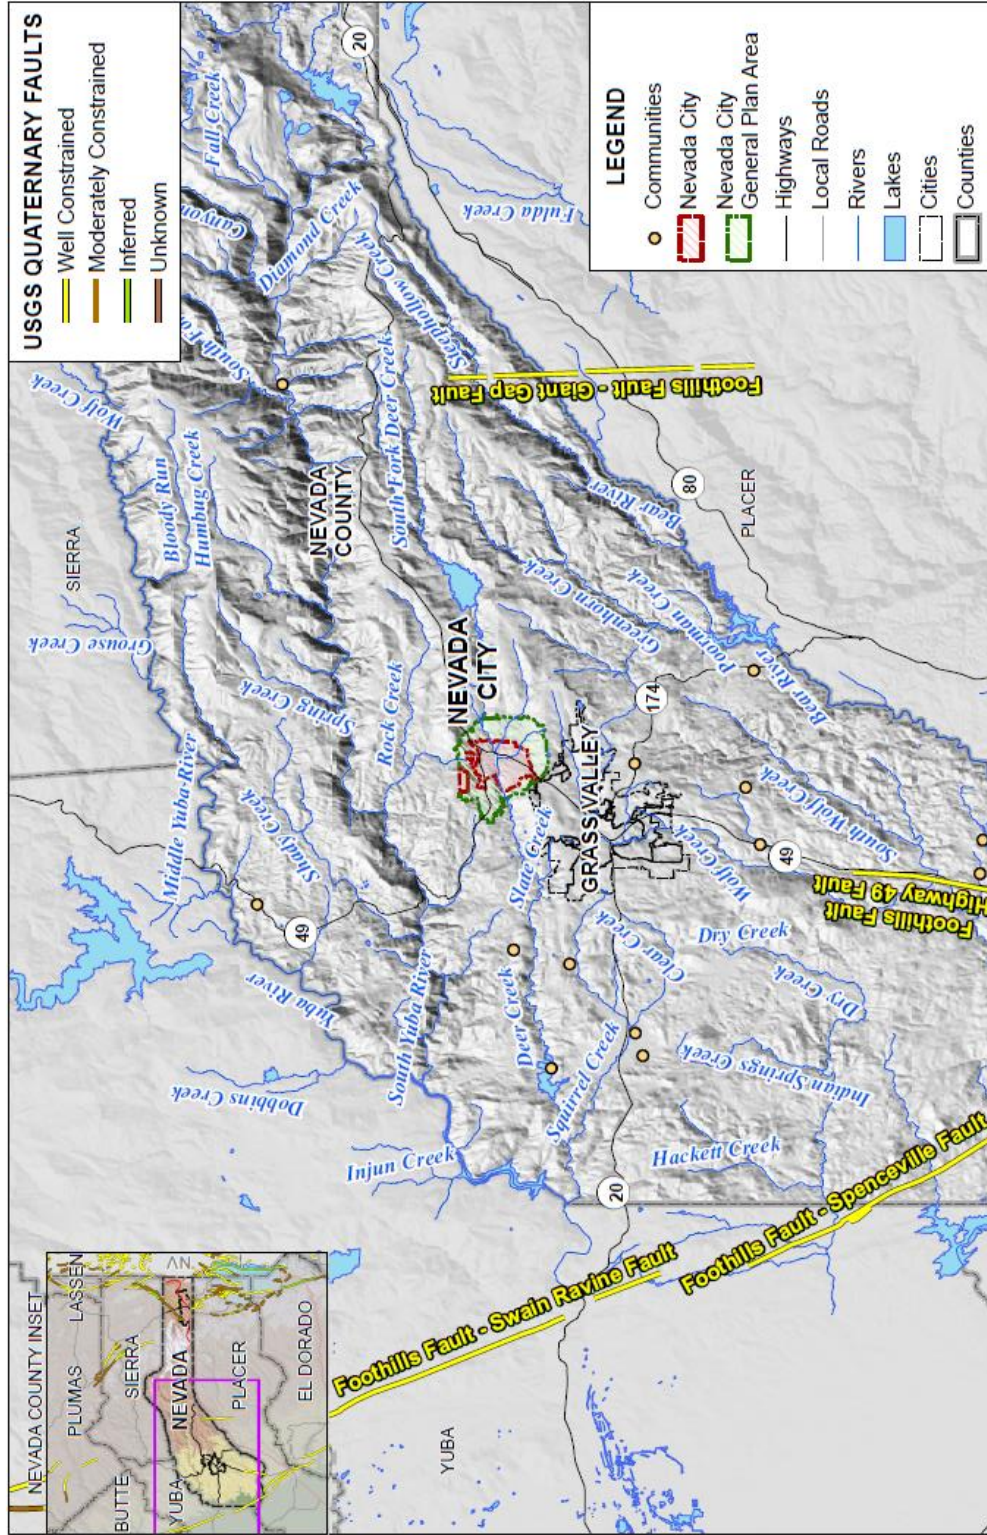 USGS QUATERNARY FAULTS
Well Constrained
Moderately Constrained
Inferred
Unknown
NEVADA COUNTY INSET
PLUMAS
LASSEN
BUTTE
SIERRA
YUBA
NEVADA
NV
PLACER
EL DORADO
20
Fall Creek
Canyon
Diamond Creek
Steephollow Creek
Fulda Creek
South Fo
Wolf Creek
Bloody Run
Humbug Creek
SIERRA
Grouse Creek
NEVADA
COUNTY
South Fork Deer Creek
Foothills Fault - Giant Gap Fault
Bear River
80
PLACER
Middle Yuba River
Spring Creek
Shady Creek
Rock Creek
NEVADA
CITY
Greenhorn Creek
Poorman Creek
Bear River
174
GRASS VALLEY
Slate Creek
49
Yuba River
South Yuba River
Dobbins Creek
Injun Creek
Deer Creek
Squirrel Creek
Clear Creek
Wolf Creek
South Wolf Creek
49
Foothills Fault
Highway 49 Fault
Dry Creek
Dry Creek
Indian Springs Creek
Hackett Creek
20
Foothills Fault - Swain Ravine Fault
Foothills Fault - Spenceville Fault
YUBA
LEGEND
Communities
Nevada City
Nevada City
General Plan Area
Highways
Local Roads
Rivers
Lakes
Cities
Counties